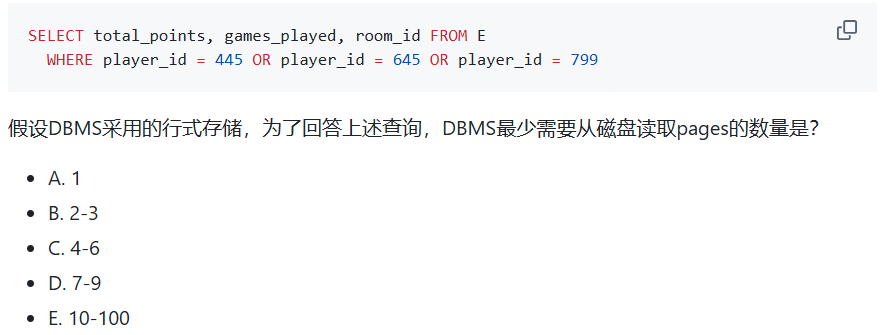 SELECT total_points, games_played, room_id FROM E
WHERE player_id = 445 OR player_id = 645 OR player_id = 799
假设DBMS采用的行式存储，为了回答上述查询，DBMS最少需要从磁盘读取pages的数量是？
A. 1
B. 2-3
C. 4-6
D. 7-9
E. 10-100